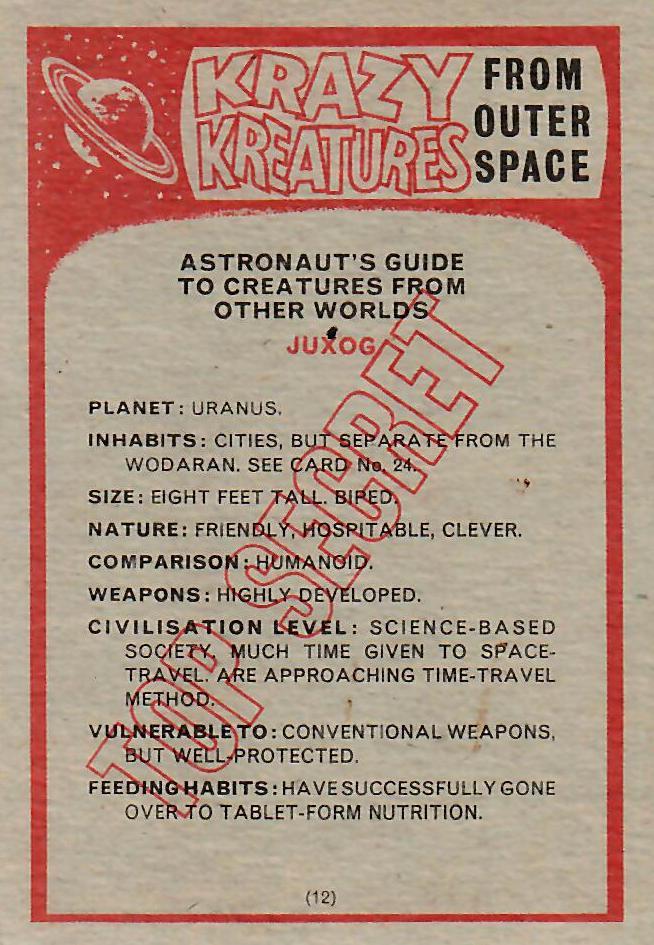 KRAZY
KREATURES
FROM
OUTER
SPACE
ASTRONAUT'S GUIDE
TO CREATURES FROM
OTHER WORLDS
JUXOG
PLANET: URANUS.
INHABITS: CITIES, BUT SEPARATE FROM THE
WODARAN. SEE CARD No. 24.
SIZE: EIGHT FEET TALL. BIPED.
NATURE: FRIENDLY, HOSPITABLE, CLEVER.
COMPARISON: HUMANOID.
WEAPONS: HIGHLY DEVELOPED.
CIVILISATION LEVEL: SCIENCE-BASED
SOCIETY, MUCH TIME GIVEN TO SPACE-
TRAVEL. ARE APPROACHING TIME-TRAVEL
METHOD.
VULNERABLE TO: CONVENTIONAL WEAPONS,
BUT WELL-PROTECTED.
FEEDING HABITS: HAVE SUCCESSFULLY GONE
OVER TO TABLET-FORM NUTRITION.
TOP SECRET
(12)